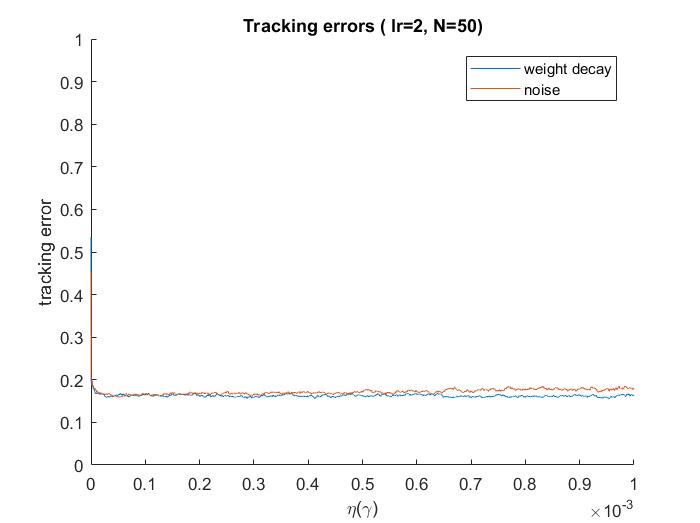 Tracking errors ( lr=2, N=50)
weight decay
noise
tracking error
1
0.9
0.8
0.7
0.6
0.5
0.4
0.3
0.2
0.1
0
0 0.1 0.2 0.3 0.4 0.5 0.6 0.7 0.8 0.9 1
η(γ)
×10⁻³